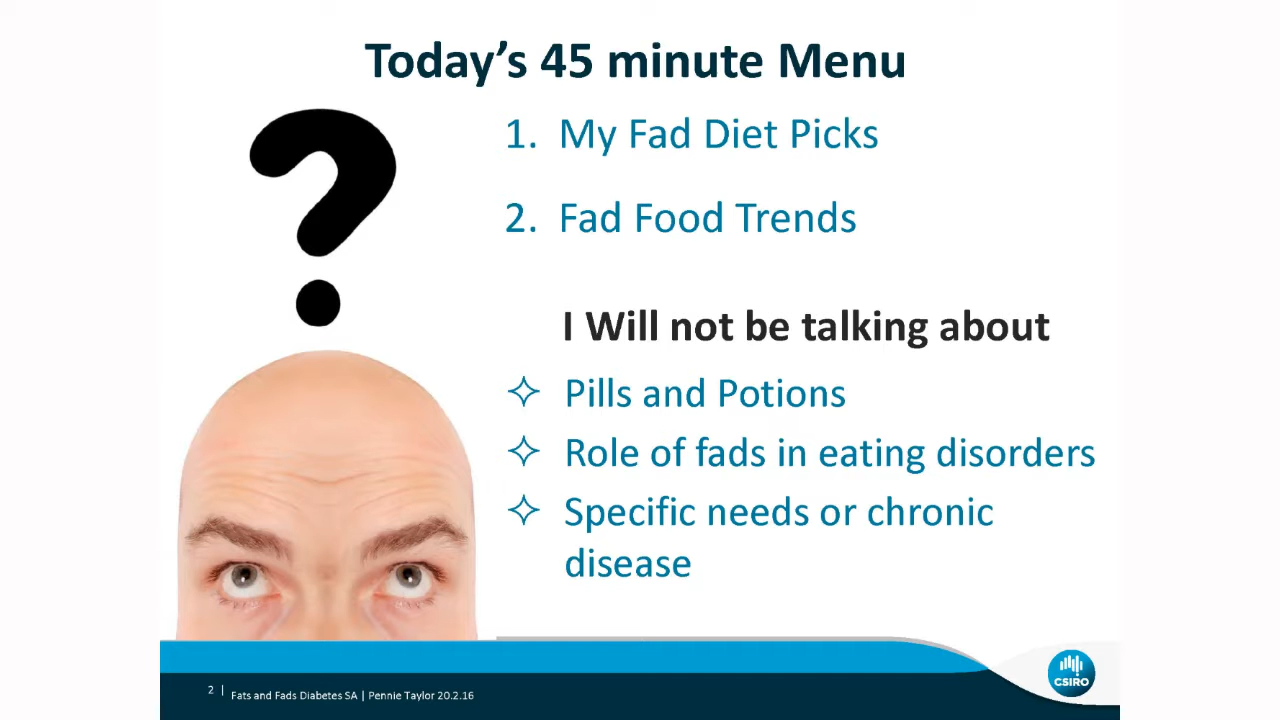 Today's 45 minute Menu
?
1. My Fad Diet Picks
2. Fad Food Trends
I Will not be talking about
✧ Pills and Potions
✧ Role of fads in eating disorders
✧ Specific needs or chronic
disease
2 | Fats and Fads Diabetes SA | Pennie Taylor 20.2.16
CSIRO